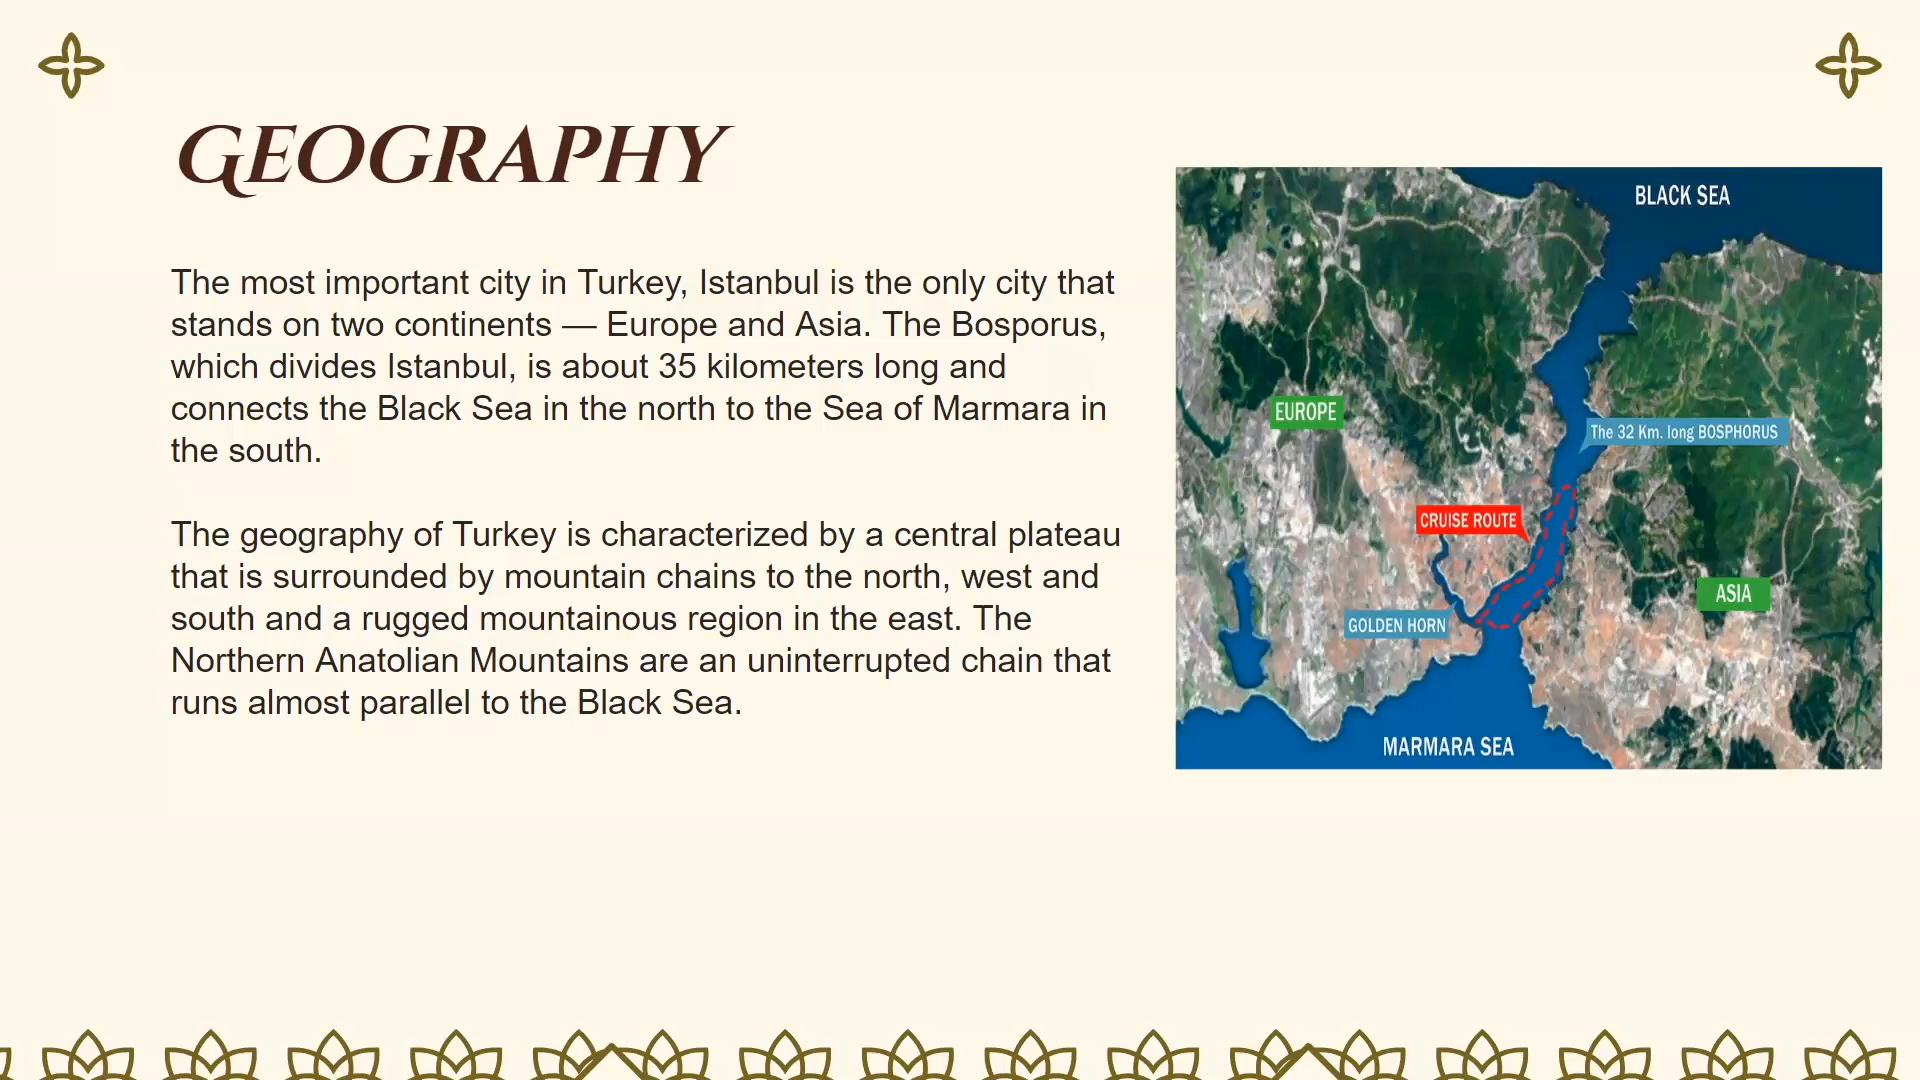 GEOGRAPHY
The most important city in Turkey, Istanbul is the only city that
stands on two continents — Europe and Asia. The Bosporus,
which divides Istanbul, is about 35 kilometers long and
connects the Black Sea in the north to the Sea of Marmara in
the south.
The geography of Turkey is characterized by a central plateau
that is surrounded by mountain chains to the north, west and
south and a rugged mountainous region in the east. The
Northern Anatolian Mountains are an uninterrupted chain that
runs almost parallel to the Black Sea.
BLACK SEA
EUROPE
The 32 Km. long BOSPHORUS
CRUISE ROUTE
ASIA
GOLDEN HORN
MARMARA SEA